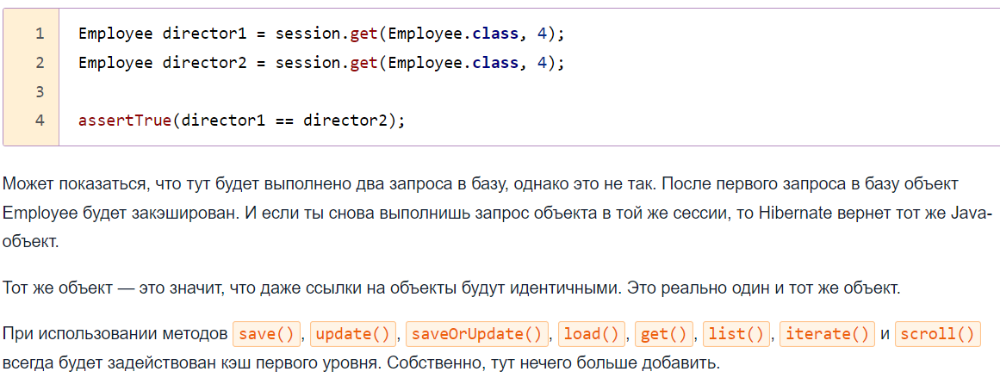 1 Employee director1 = session.get(Employee.class, 4);
2 Employee director2 = session.get(Employee.class, 4);
3
4 assertTrue(director1 == director2);
Может показаться, что тут будет выполнено два запроса в базу, однако это не так. После первого запроса в базу объект
Employee будет закэширован. И если ты снова выполнишь запрос объекта в той же сессии, то Hibernate вернет тот же Java-
объект.
Тот же объект — это значит, что даже ссылки на объекты будут идентичными. Это реально один и тот же объект.
При использовании методов save(), update(), saveOrUpdate(), load(), get(), list(), iterate() и scroll()
всегда будет задействован кэш первого уровня. Собственно, тут нечего больше добавить.